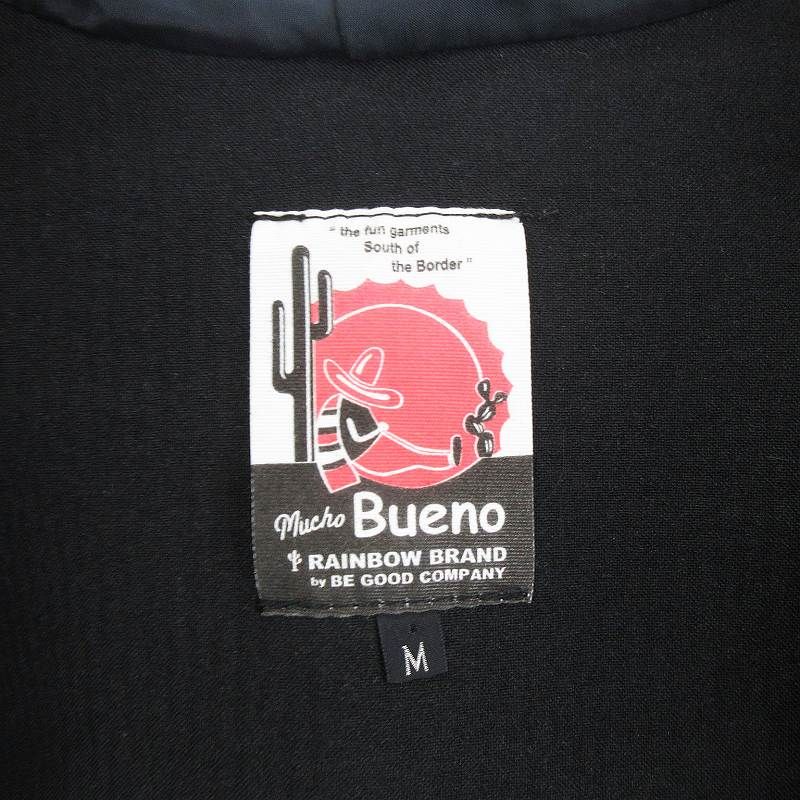 " the fun garments
South of
the Border "
Mucho Bueno
RAINBOW BRAND
by BE GOOD COMPANY
M